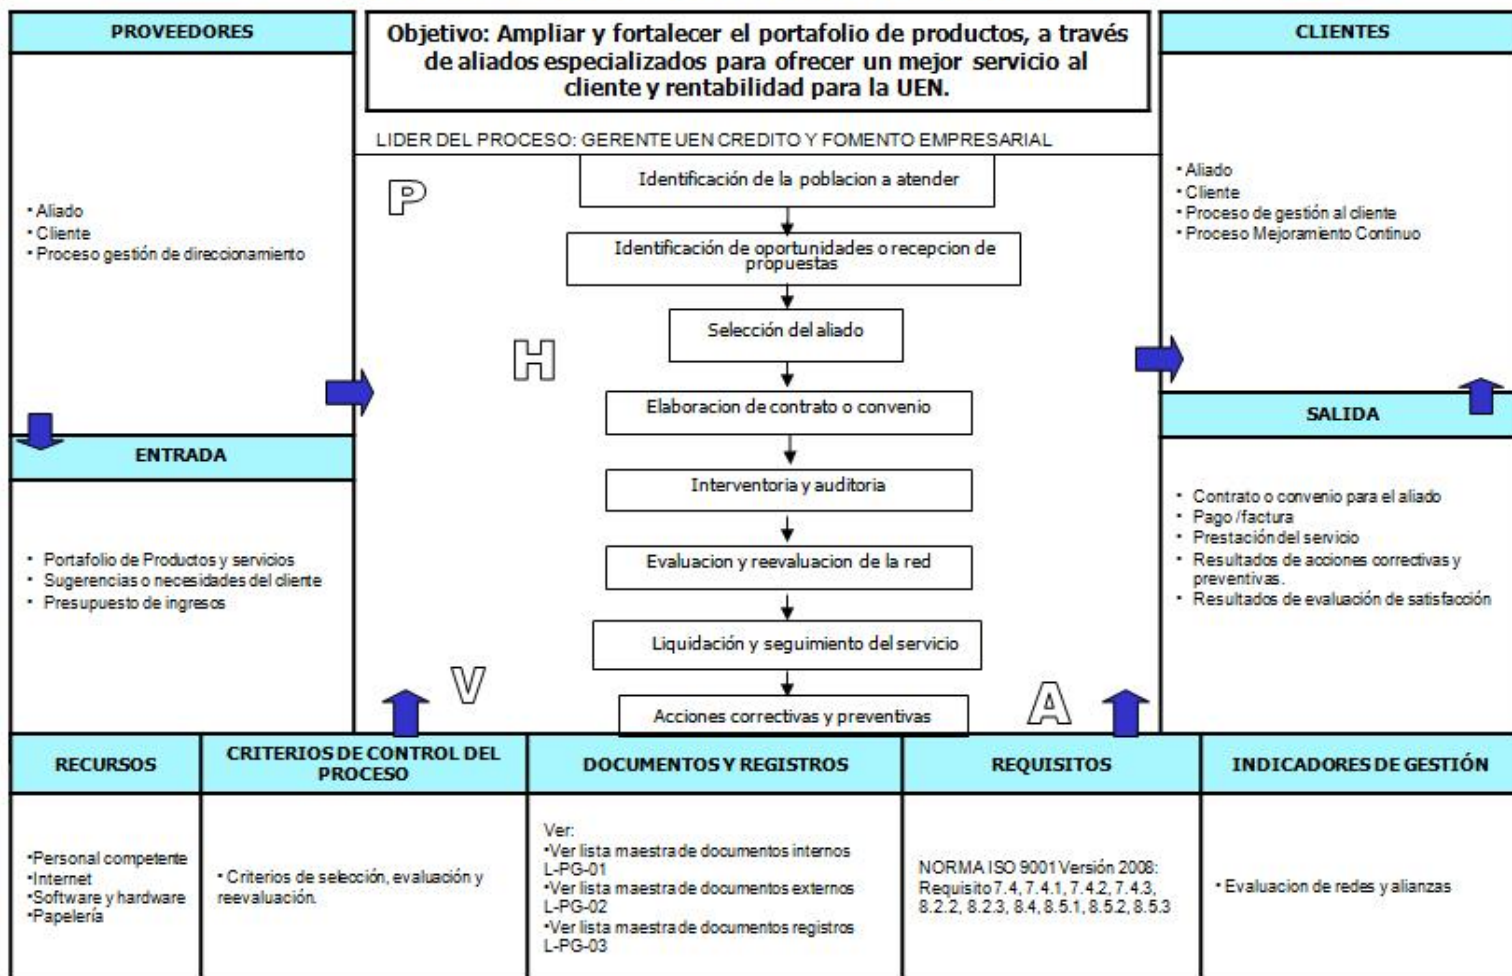 PROVEEDORES
• Aliado
• Cliente
• Proceso gestión de direccionamiento
ENTRADA
• Portafolio de Productos y servicios
• Sugerencias o necesidades del cliente
• Presupuesto de ingresos
Objetivo: Ampliar y fortalecer el portafolio de productos, a través
de aliados especializados para ofrecer un mejor servicio al
cliente y rentabilidad para la UEN.
LIDER DEL PROCESO: GERENTE UEN CREDITO Y FOMENTO EMPRESARIAL
P
Identificación de la poblacion a atender
Identificación de oportunidades o recepcion de
propuestas
Selección del aliado
H
Elaboracion de contrato o convenio
Interventoria y auditoria
Evaluacion y reevaluacion de la red
Liquidación y seguimiento del servicio
V
Acciones correctivas y preventivas
A
CLIENTES
• Aliado
• Cliente
• Proceso de gestión al cliente
• Proceso Mejoramiento Continuo
SALIDA
• Contrato o convenio para el aliado
• Pago /factura
• Prestación del servicio
• Resultados de acciones correctivas y
preventivas.
• Resultados de evaluación de satisfacción
RECURSOS
•Personal competente
•Internet
•Software y hardware
•Papelería
CRITERIOS DE CONTROL DEL
PROCESO
• Criterios de selección, evaluación y
reevaluación.
DOCUMENTOS Y REGISTROS
Ver:
•Ver lista maestra de documentos internos
L-PG-01
•Ver lista maestra de documentos externos
L-PG-02
•Ver lista maestra de documentos registros
L-PG-03
REQUISITOS
NORMA ISO 9001 Versión 2008:
Requisito 7.4, 7.4.1, 7.4.2, 7.4.3,
8.2.2, 8.2.3, 8.4, 8.5.1, 8.5.2, 8.5.3
INDICADORES DE GESTIÓN
• Evaluacion de redes y alianzas